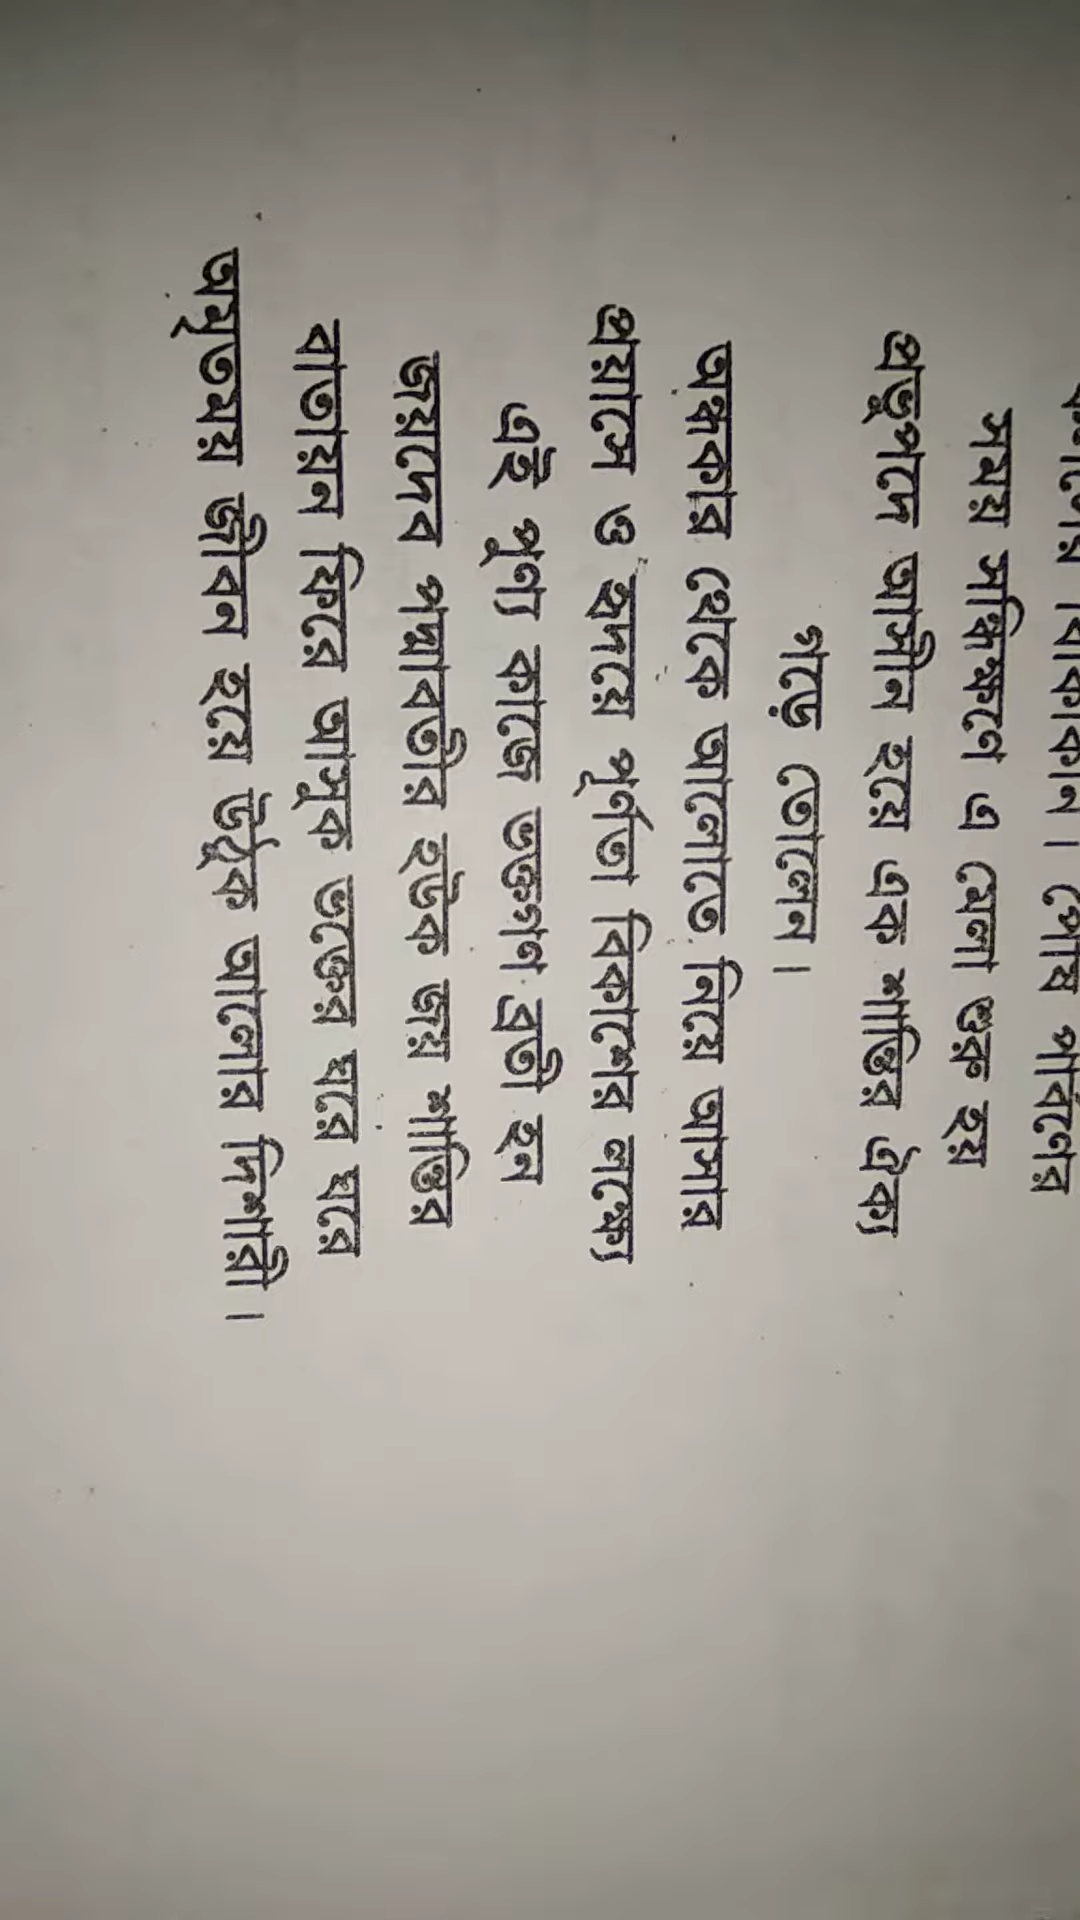 বিকিকিনি। পৌষ পার্বণের
সময় সন্ধিক্ষণে এ মেলা শুরু হয়
প্রভুপদে আসীন হয়ে এক শান্তির ঐক্য
গড়ে তোলেন।
অন্ধকার থেকে আলোতে নিয়ে আসার
প্রয়াসে ও হৃদয়ে পূর্ণতা বিকাশের লক্ষ্যে
এই পূণ্য কাজে ভক্তগণ ব্রতী হন
জয়দেব পদ্মাবতীর হউক জয় শান্তির
বাতায়ন ফিরে আসুক ভক্তের ঘরে ঘরে
অমৃতময় জীবন হয়ে উঠুক আলোর দিশারী।